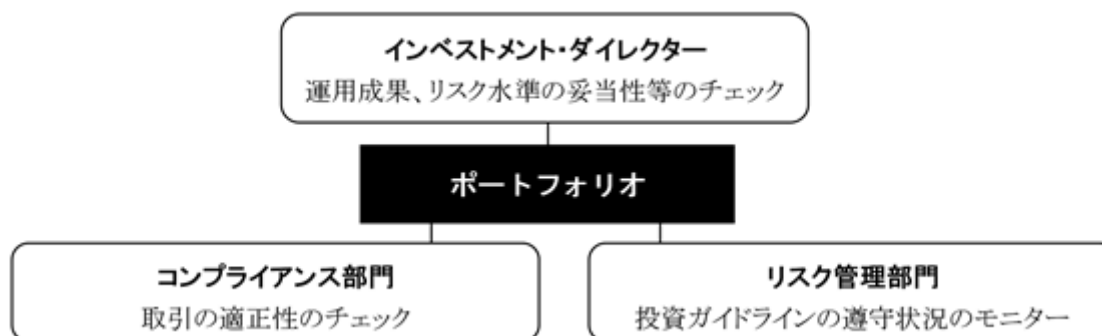 インベストメント・ダイレクター
運用成果、リスク水準の妥当性等のチェック
ポートフォリオ
コンプライアンス部門
取引の適正性のチェック
リスク管理部門
投資ガイドラインの遵守状況のモニター